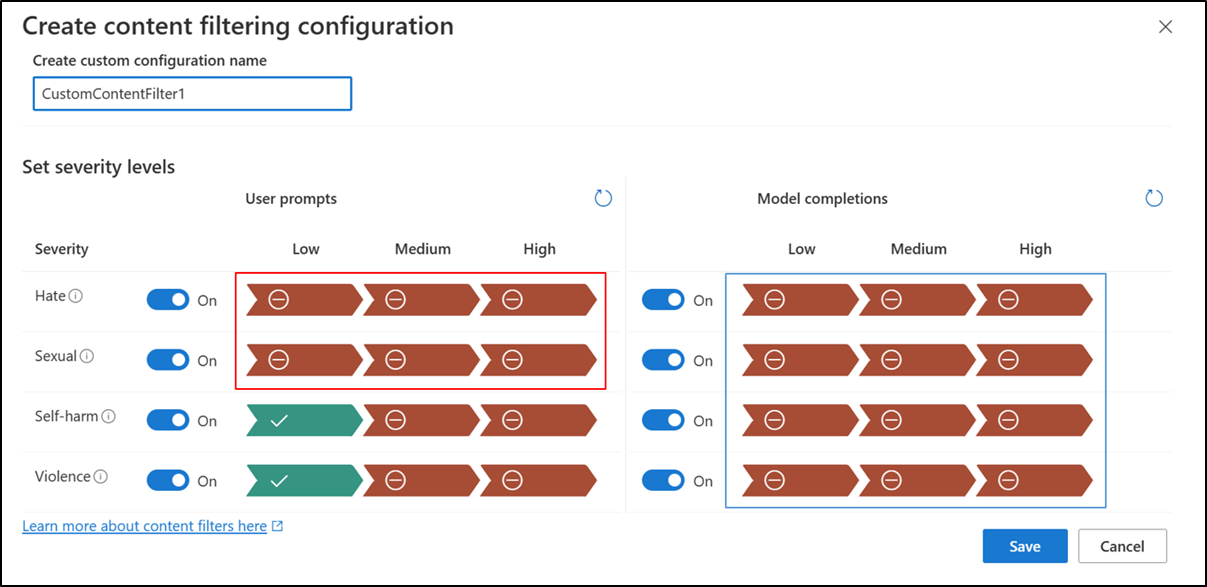 Create content filtering configuration
Create custom configuration name
CustomContentFilter1
Set severity levels
User prompts
Model completions
Severity Low Medium High Low Medium High
Hate On On
Sexual On On
Self-harm On On
Violence On On
Learn more about content filters here
Save Cancel